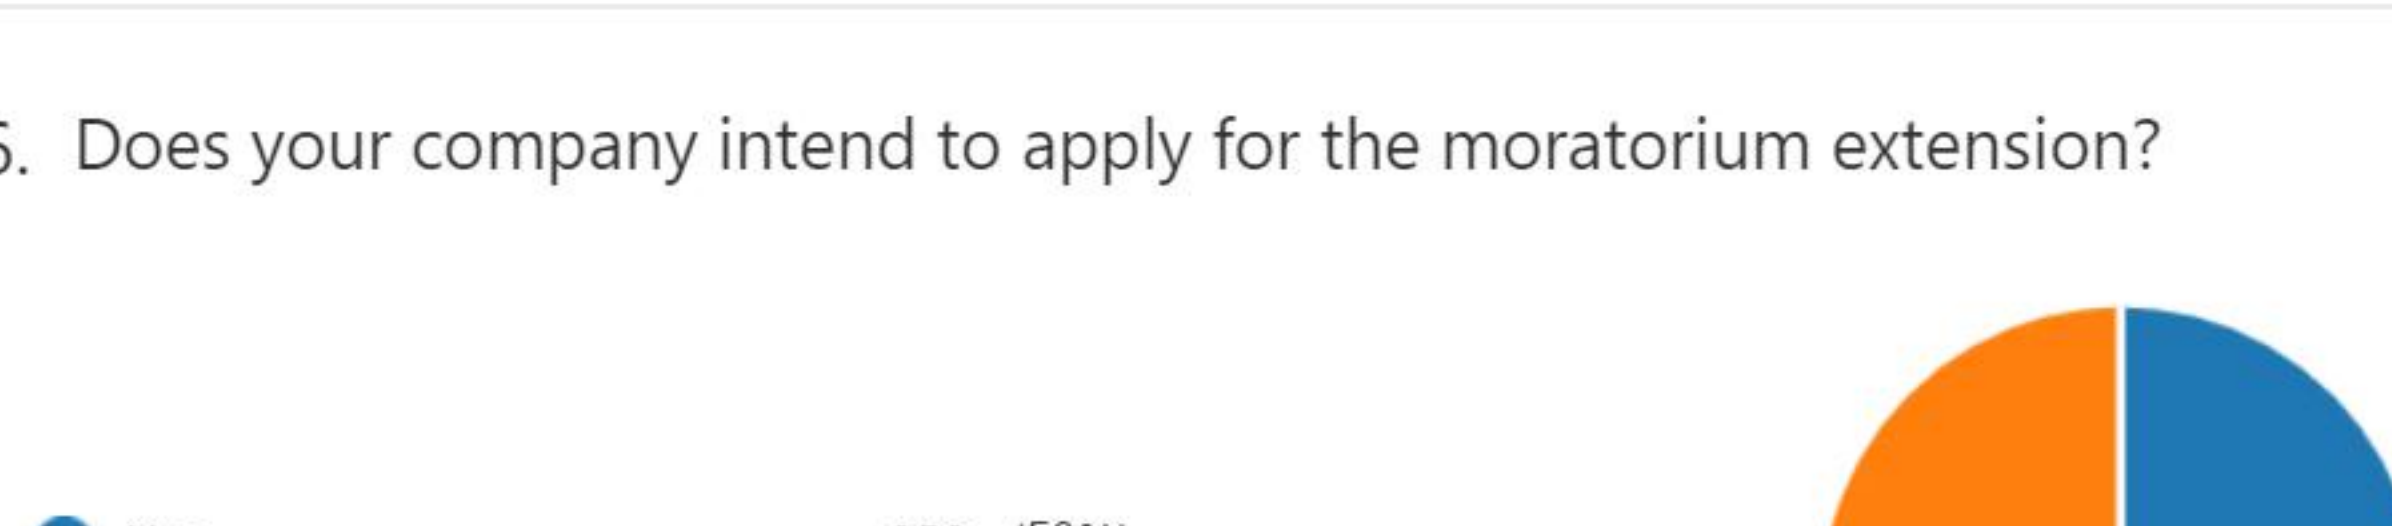 Does your company intend to apply for the moratorium extension?